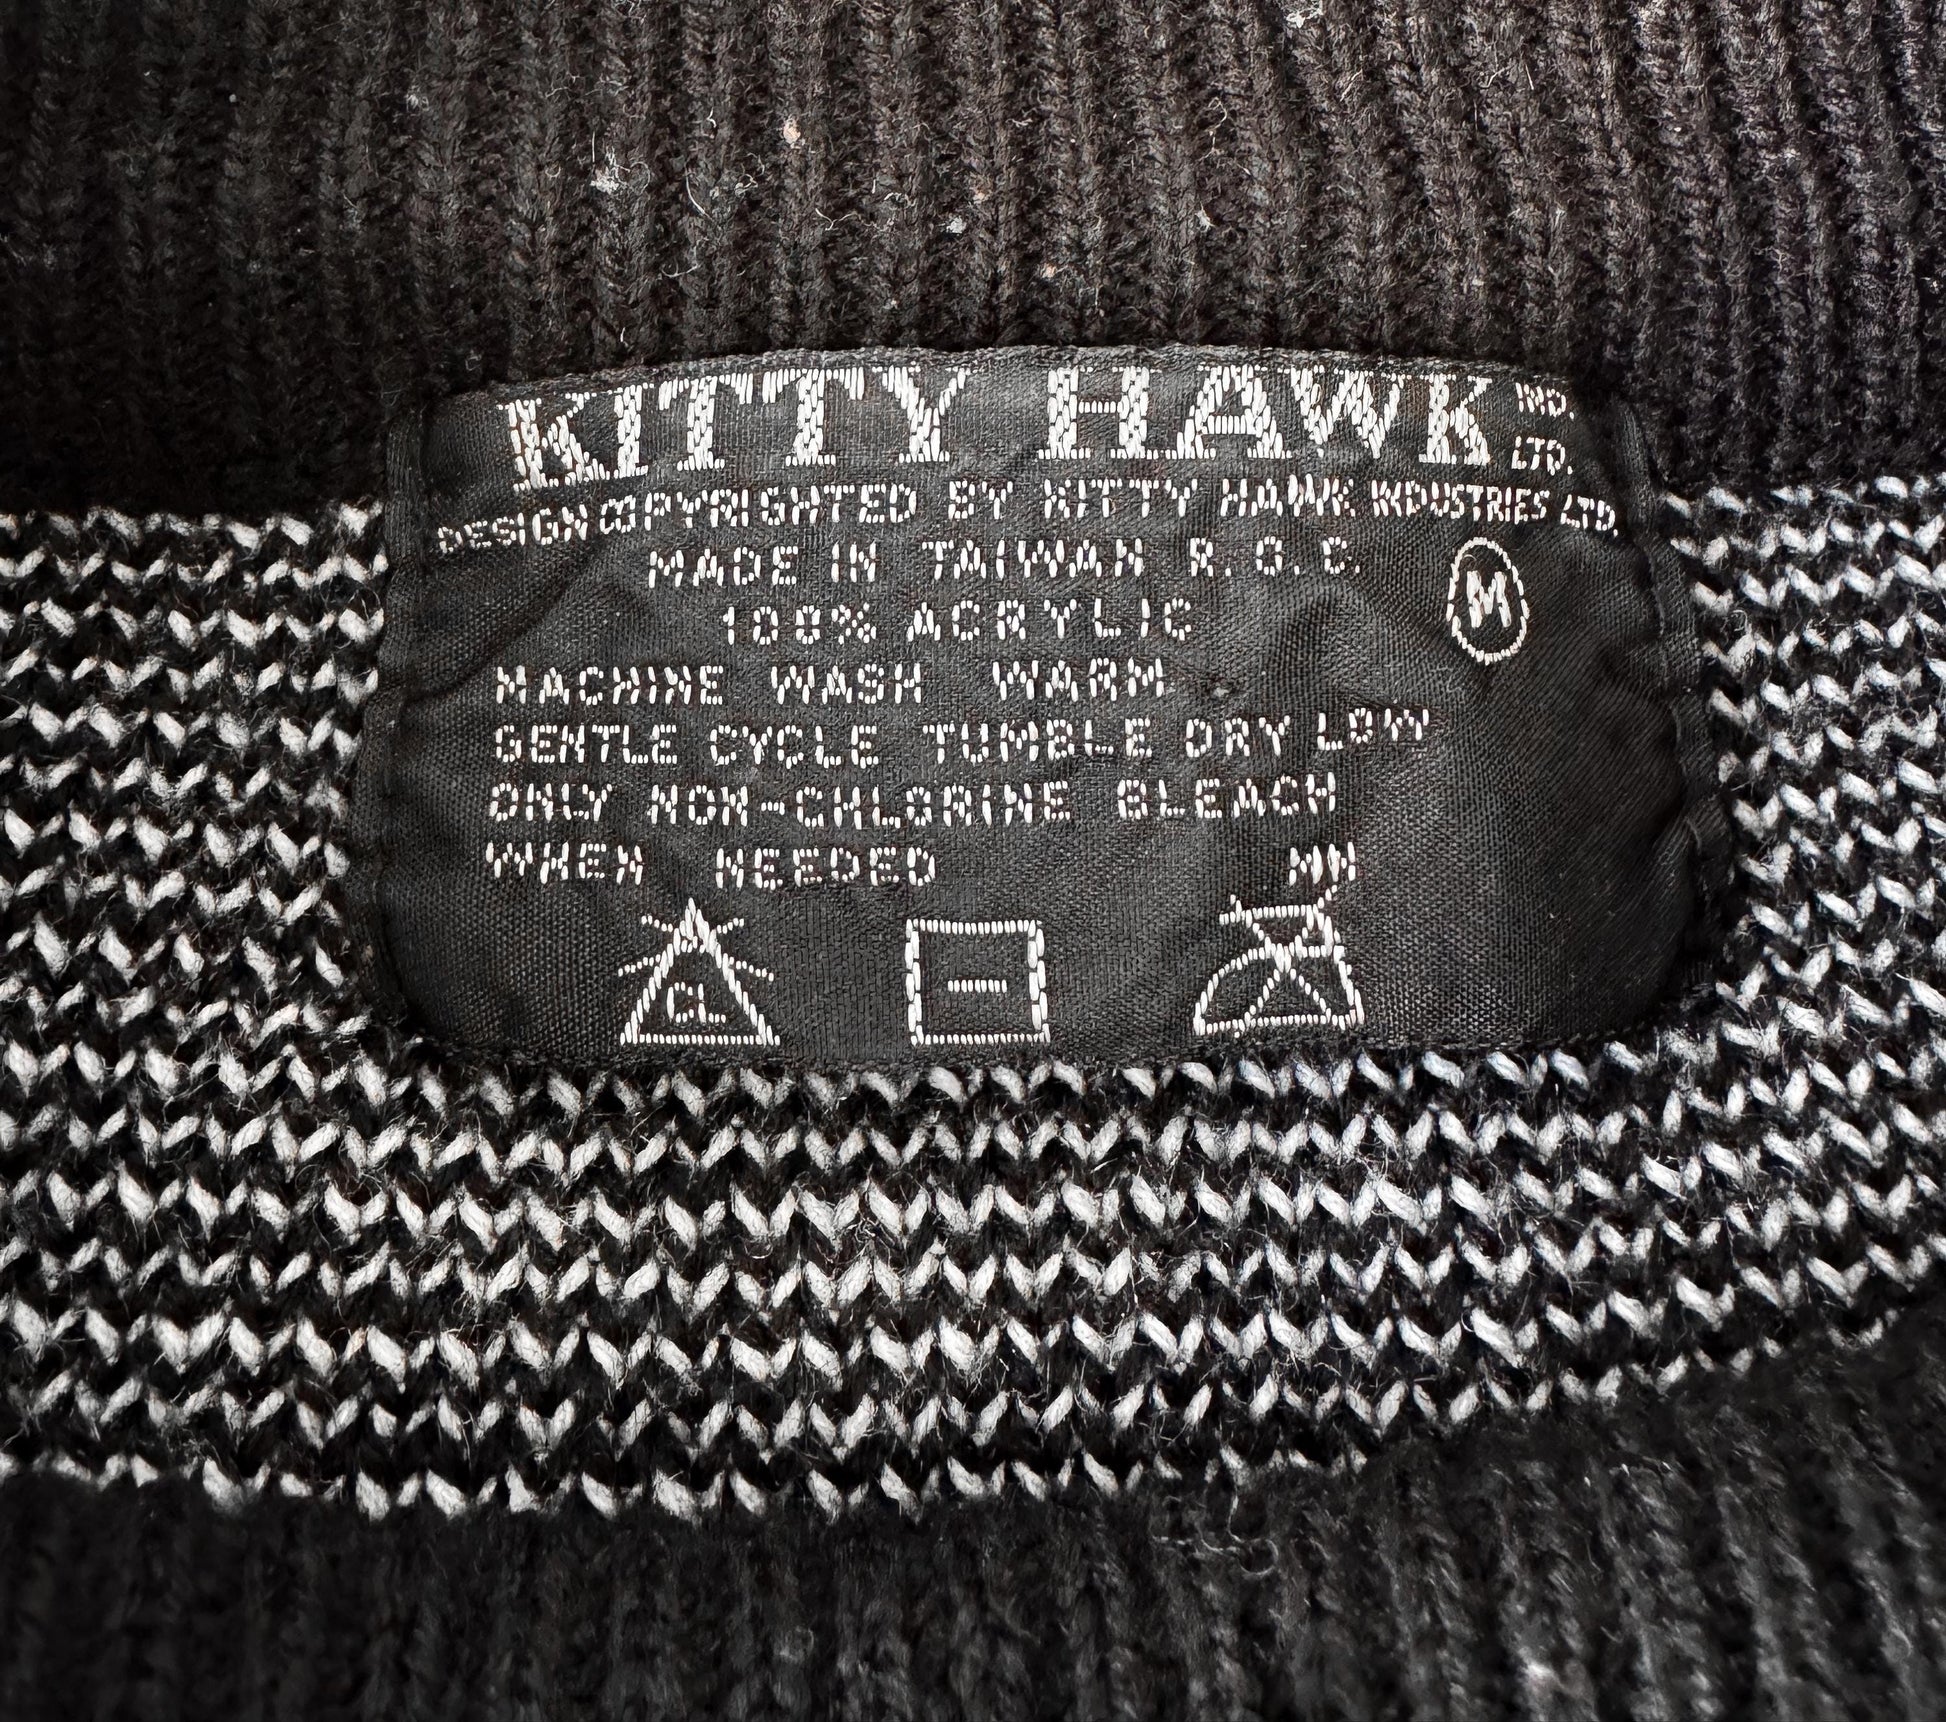 KITTY HAWK IND. LTD.
DESIGN COPYRIGHTED BY KITTY HAWK INDUSTRIES LTD.
MADE IN TAIWAN R.O.C.
M
100% ACRYLIC
MACHINE WASH WARM
GENTLE CYCLE TUMBLE DRY LOW
ONLY NON-CHLORINE BLEACH
WHEN NEEDED
CL